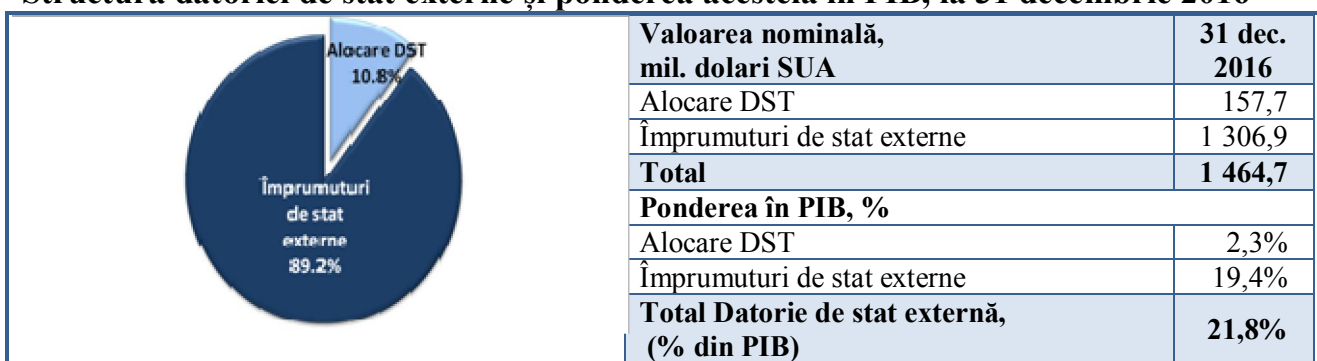 Structura datoriei de stat externe și ponderea acesteia în PIB, la 31 decembrie 2016
Alocare DST
10.8%
Împrumuturi
de stat
externe
89.2%
Valoarea nominală,
mil. dolari SUA
31 dec.
2016
Alocare DST 157,7
Împrumuturi de stat externe 1 306,9
Total 1 464,7
Ponderea în PIB, %
Alocare DST 2,3%
Împrumuturi de stat externe 19,4%
Total Datorie de stat externă,
(% din PIB)
21,8%